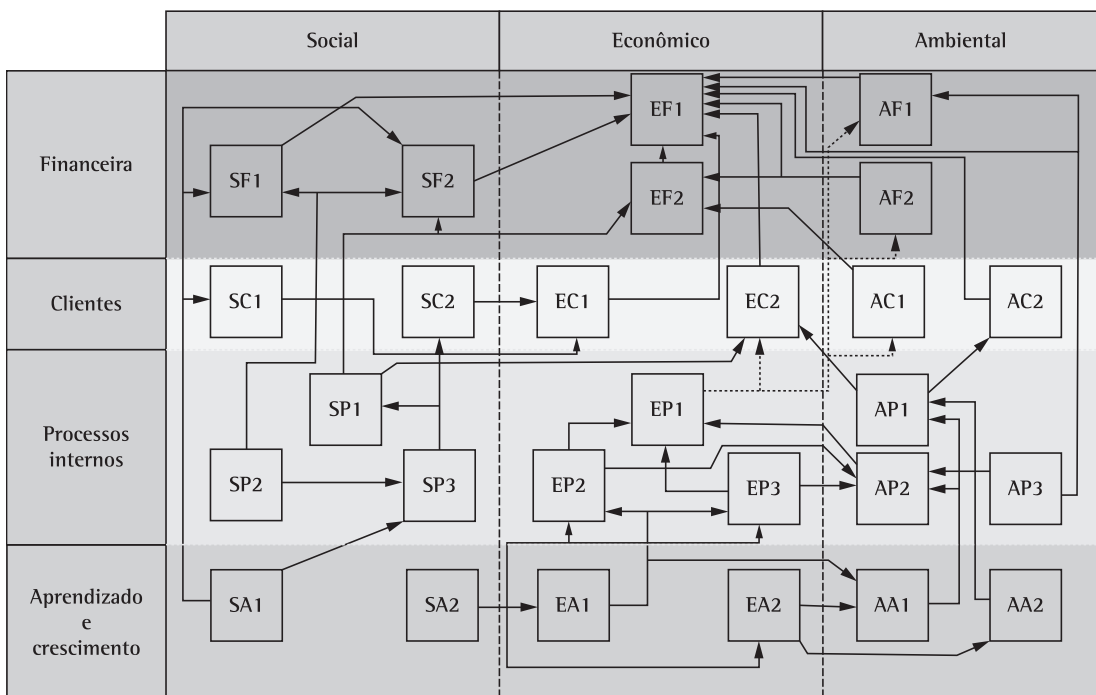 Social
Econômico
Ambiental
Financeira
EF1
AF1
SF1
SF2
EF2
AF2
Clientes
SC1
SC2
EC1
EC2
AC1
AC2
Processos
internos
SP1
EP1
AP1
SP2
SP3
EP2
EP3
AP2
AP3
Aprendizado
e
crescimento
SA1
SA2
EA1
EA2
AA1
AA2